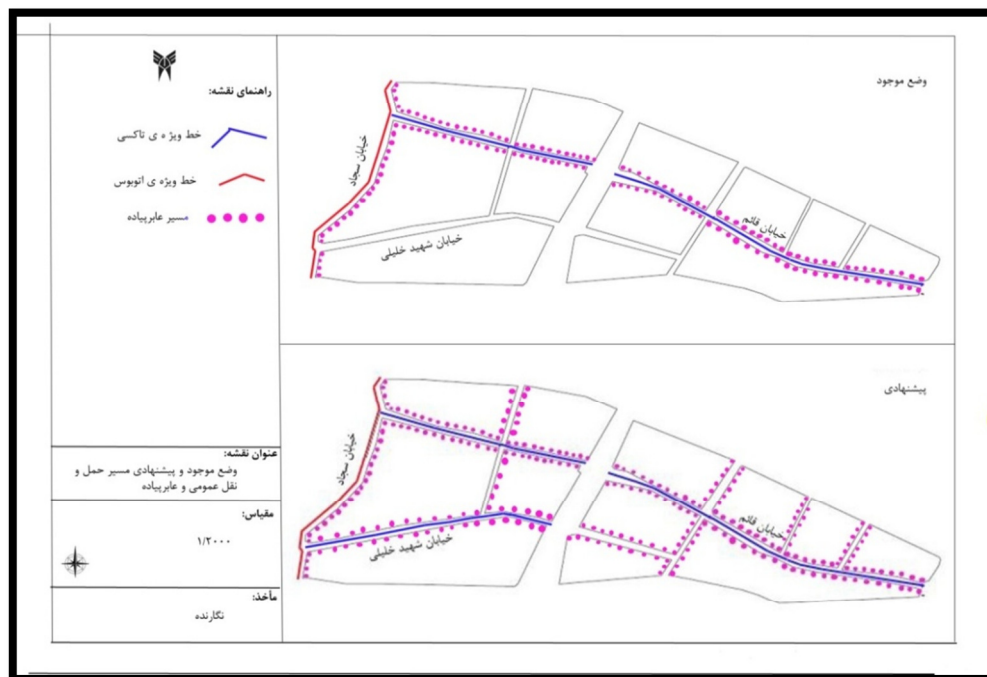 وضع موجود
راهنمای نقشه:
خط ویژه ی تاکسی
خط ویژه ی اتوبوس
مسیر عابرپیاده
خیابان سجاد
خیابان شهید خلیلی
خیابان قائم
پیشنهادی
خیابان سجاد
خیابان شهید خلیلی
خیابان قائم
عنوان نقشه:
وضع موجود و پیشنهادی مسیر حمل و
نقل عمومی و عابرپیاده
مقیاس:
۱/۲۰۰۰
مأخذ:
نگارنده